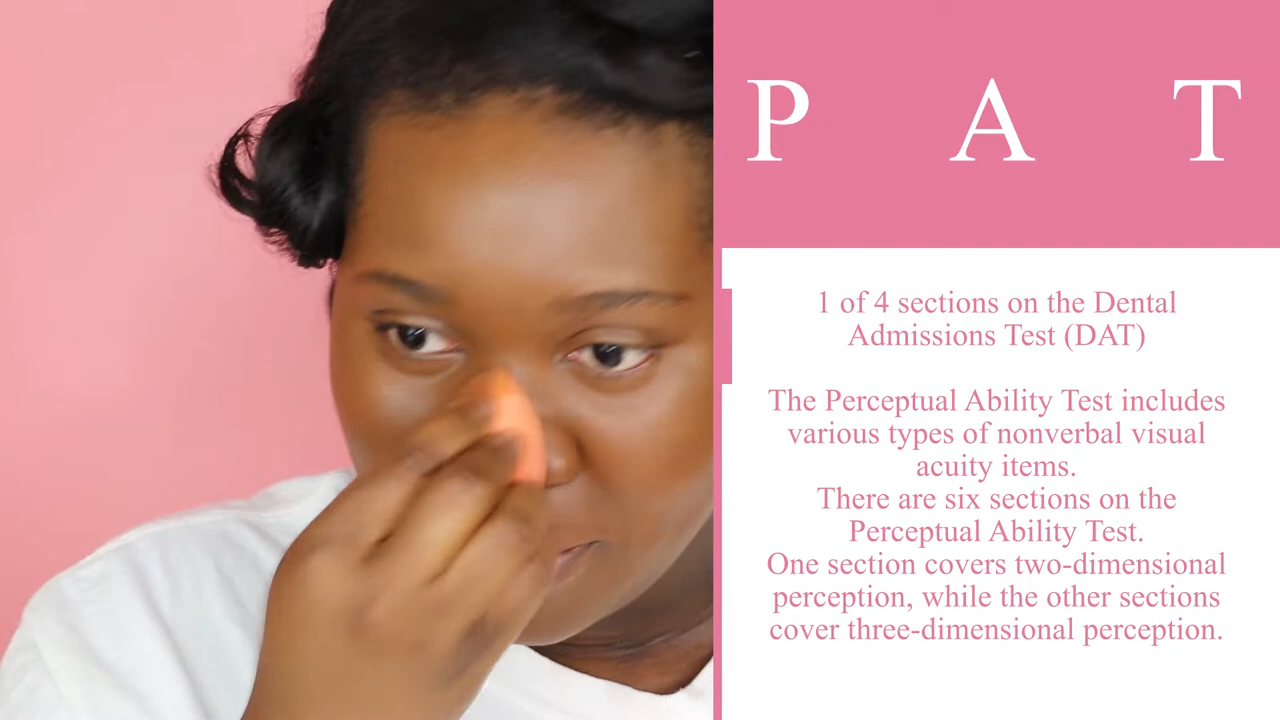 P A T
1 of 4 sections on the Dental
Admissions Test (DAT)
The Perceptual Ability Test includes
various types of nonverbal visual
acuity items.
There are six sections on the
Perceptual Ability Test.
One section covers two-dimensional
perception, while the other sections
cover three-dimensional perception.